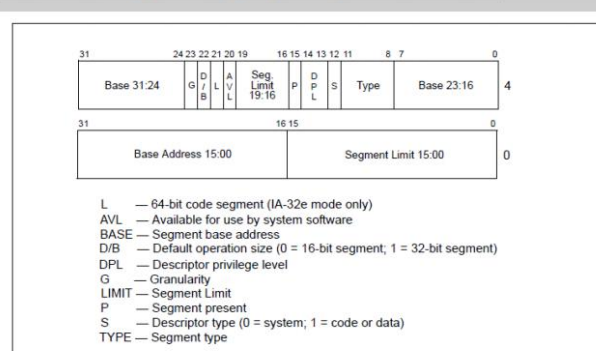 31 24 23 22 21 20 19 16 15 14 13 12 11 8 7 0
Base 31:24 G D / B L A V L Seg. Limit 19:16 P D P L S Type Base 23:16 4
31 16 15 0
Base Address 15:00 Segment Limit 15:00 0
L — 64-bit code segment (IA-32e mode only)
AVL — Available for use by system software
BASE — Segment base address
D/B — Default operation size (0 = 16-bit segment; 1 = 32-bit segment)
DPL — Descriptor privilege level
G — Granularity
LIMIT — Segment Limit
P — Segment present
S — Descriptor type (0 = system; 1 = code or data)
TYPE — Segment type